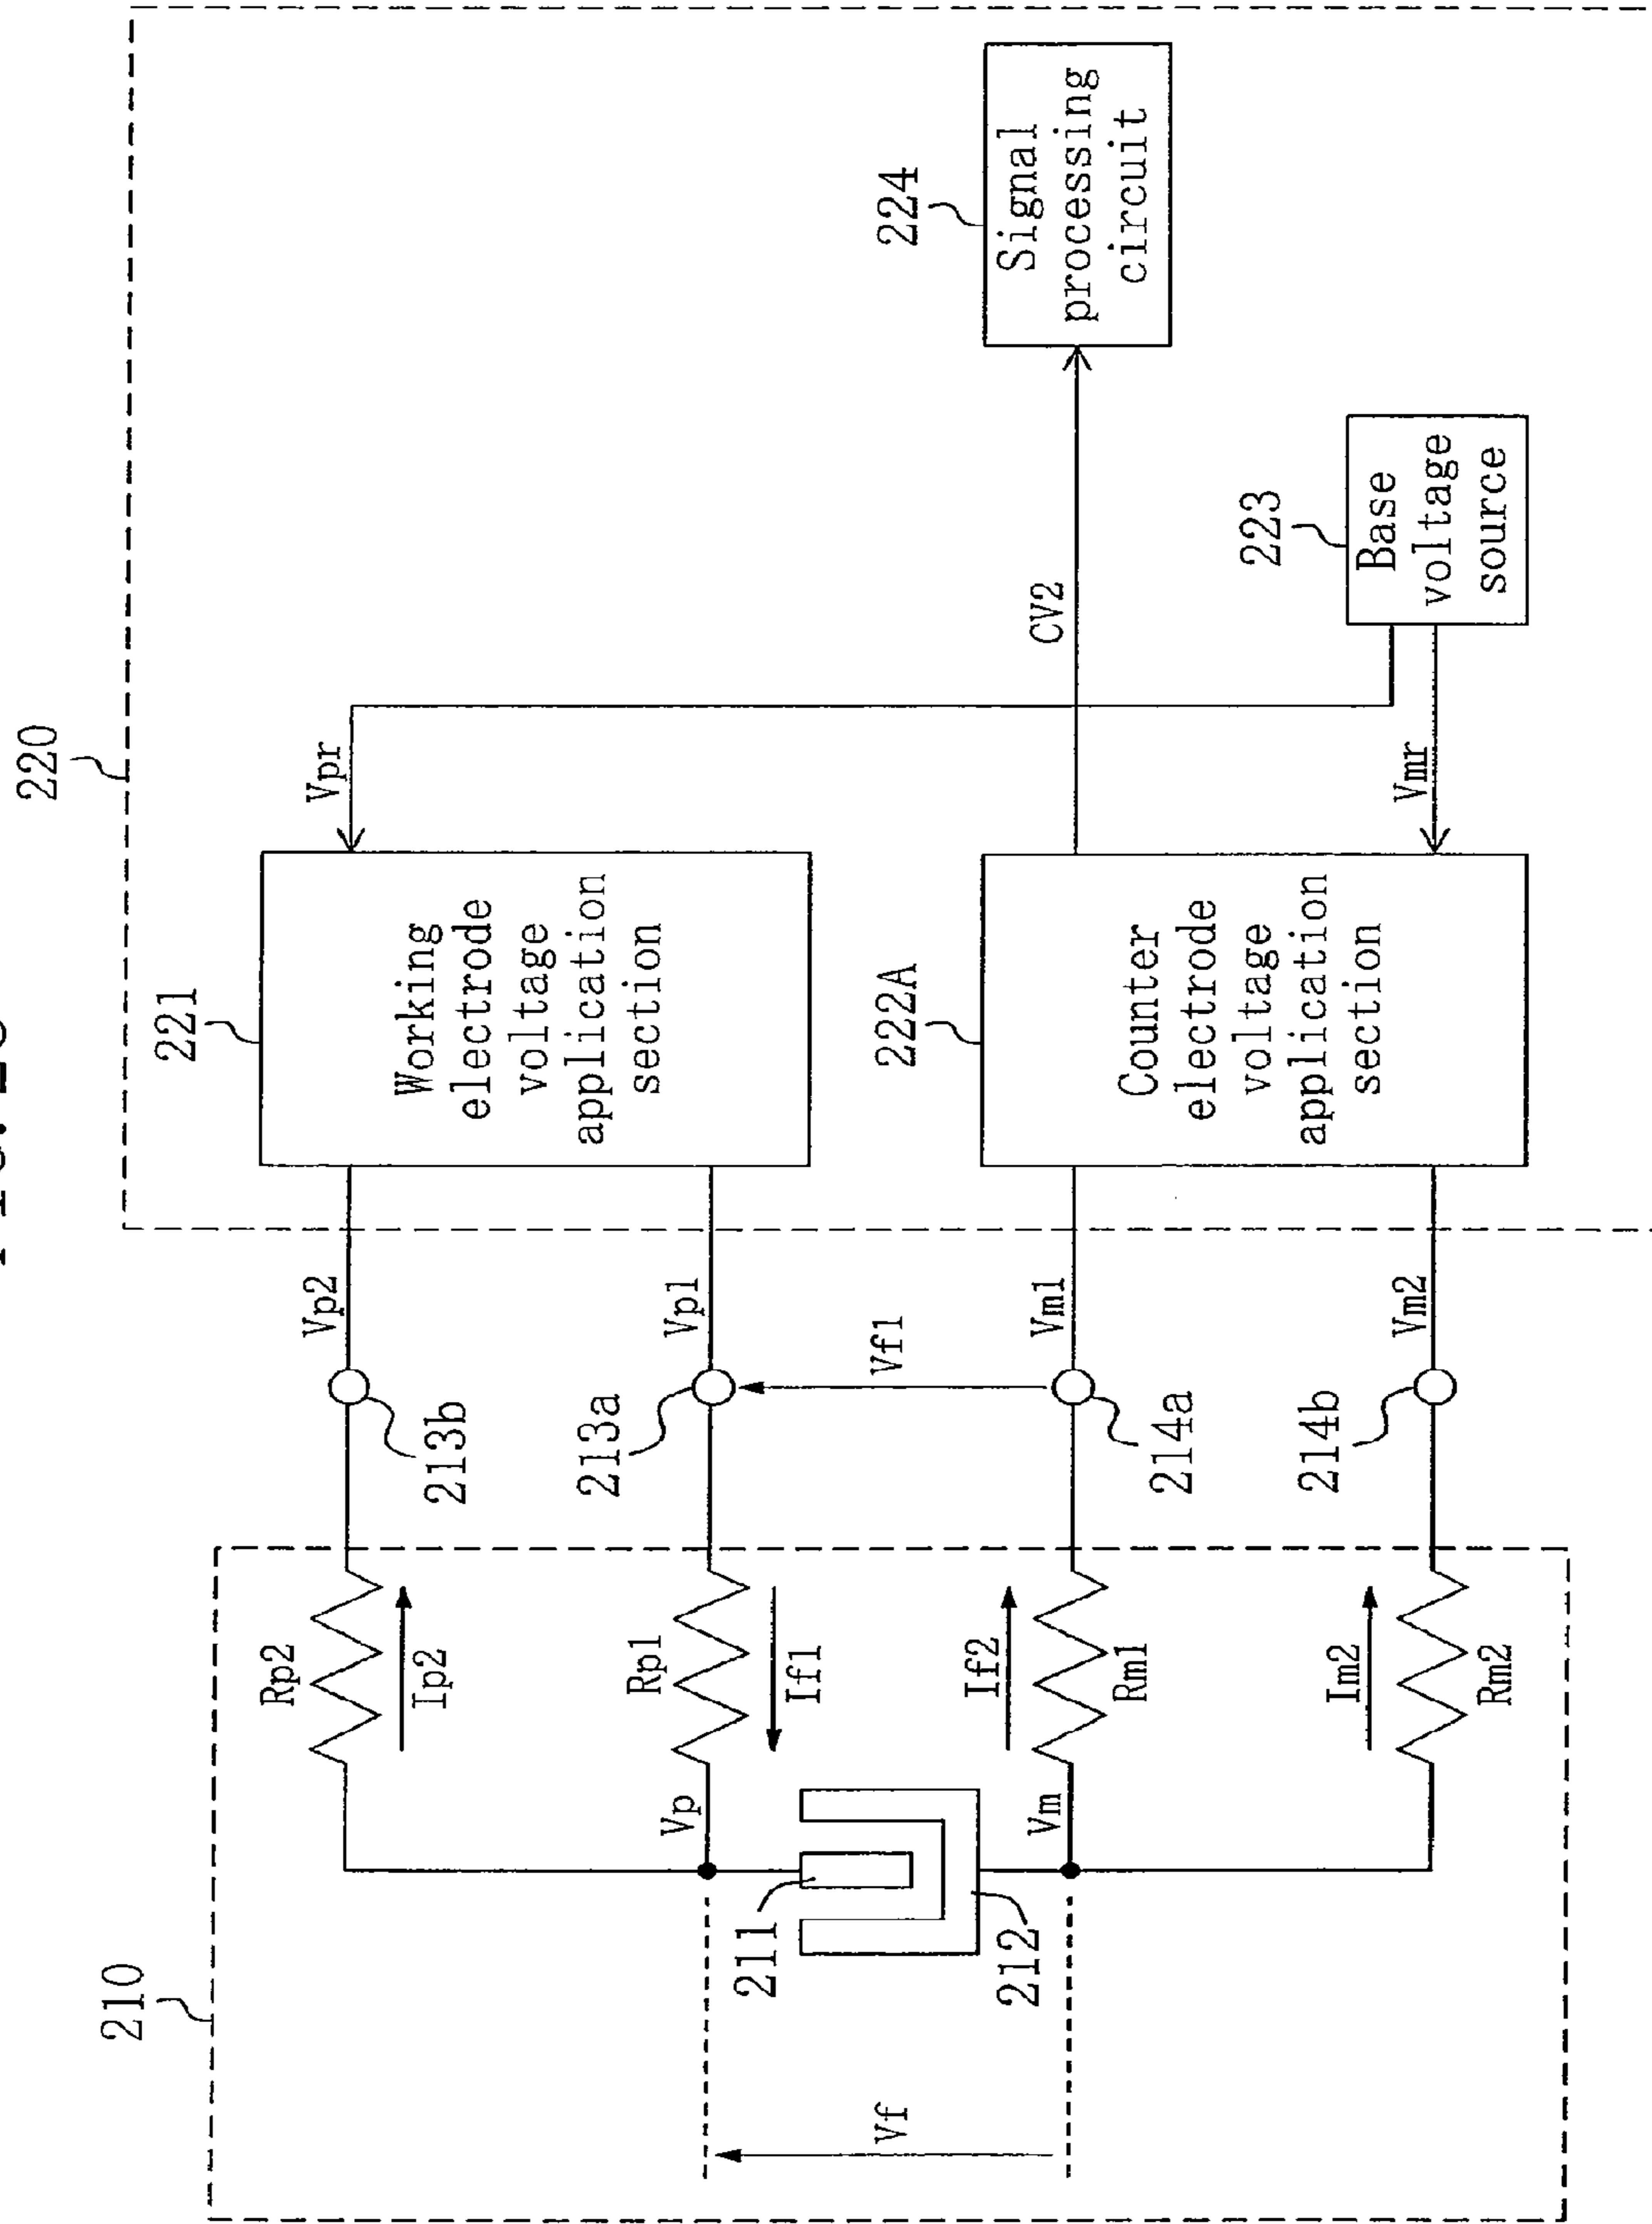 220
210
221
Working
electrode
voltage
application
section
222A
Counter
electrode
voltage
application
section
224
Signal
processing
circuit
223
Base
voltage
source
Vpr
CV2
Vmr
Vp2
Vp1
Vm1
Vm2
Vf1
213b
213a
214a
214b
Rp2
Ip2
Rp1
If1
If2
Rm1
Im2
Rm2
Vp
Vm
211
212
Vf